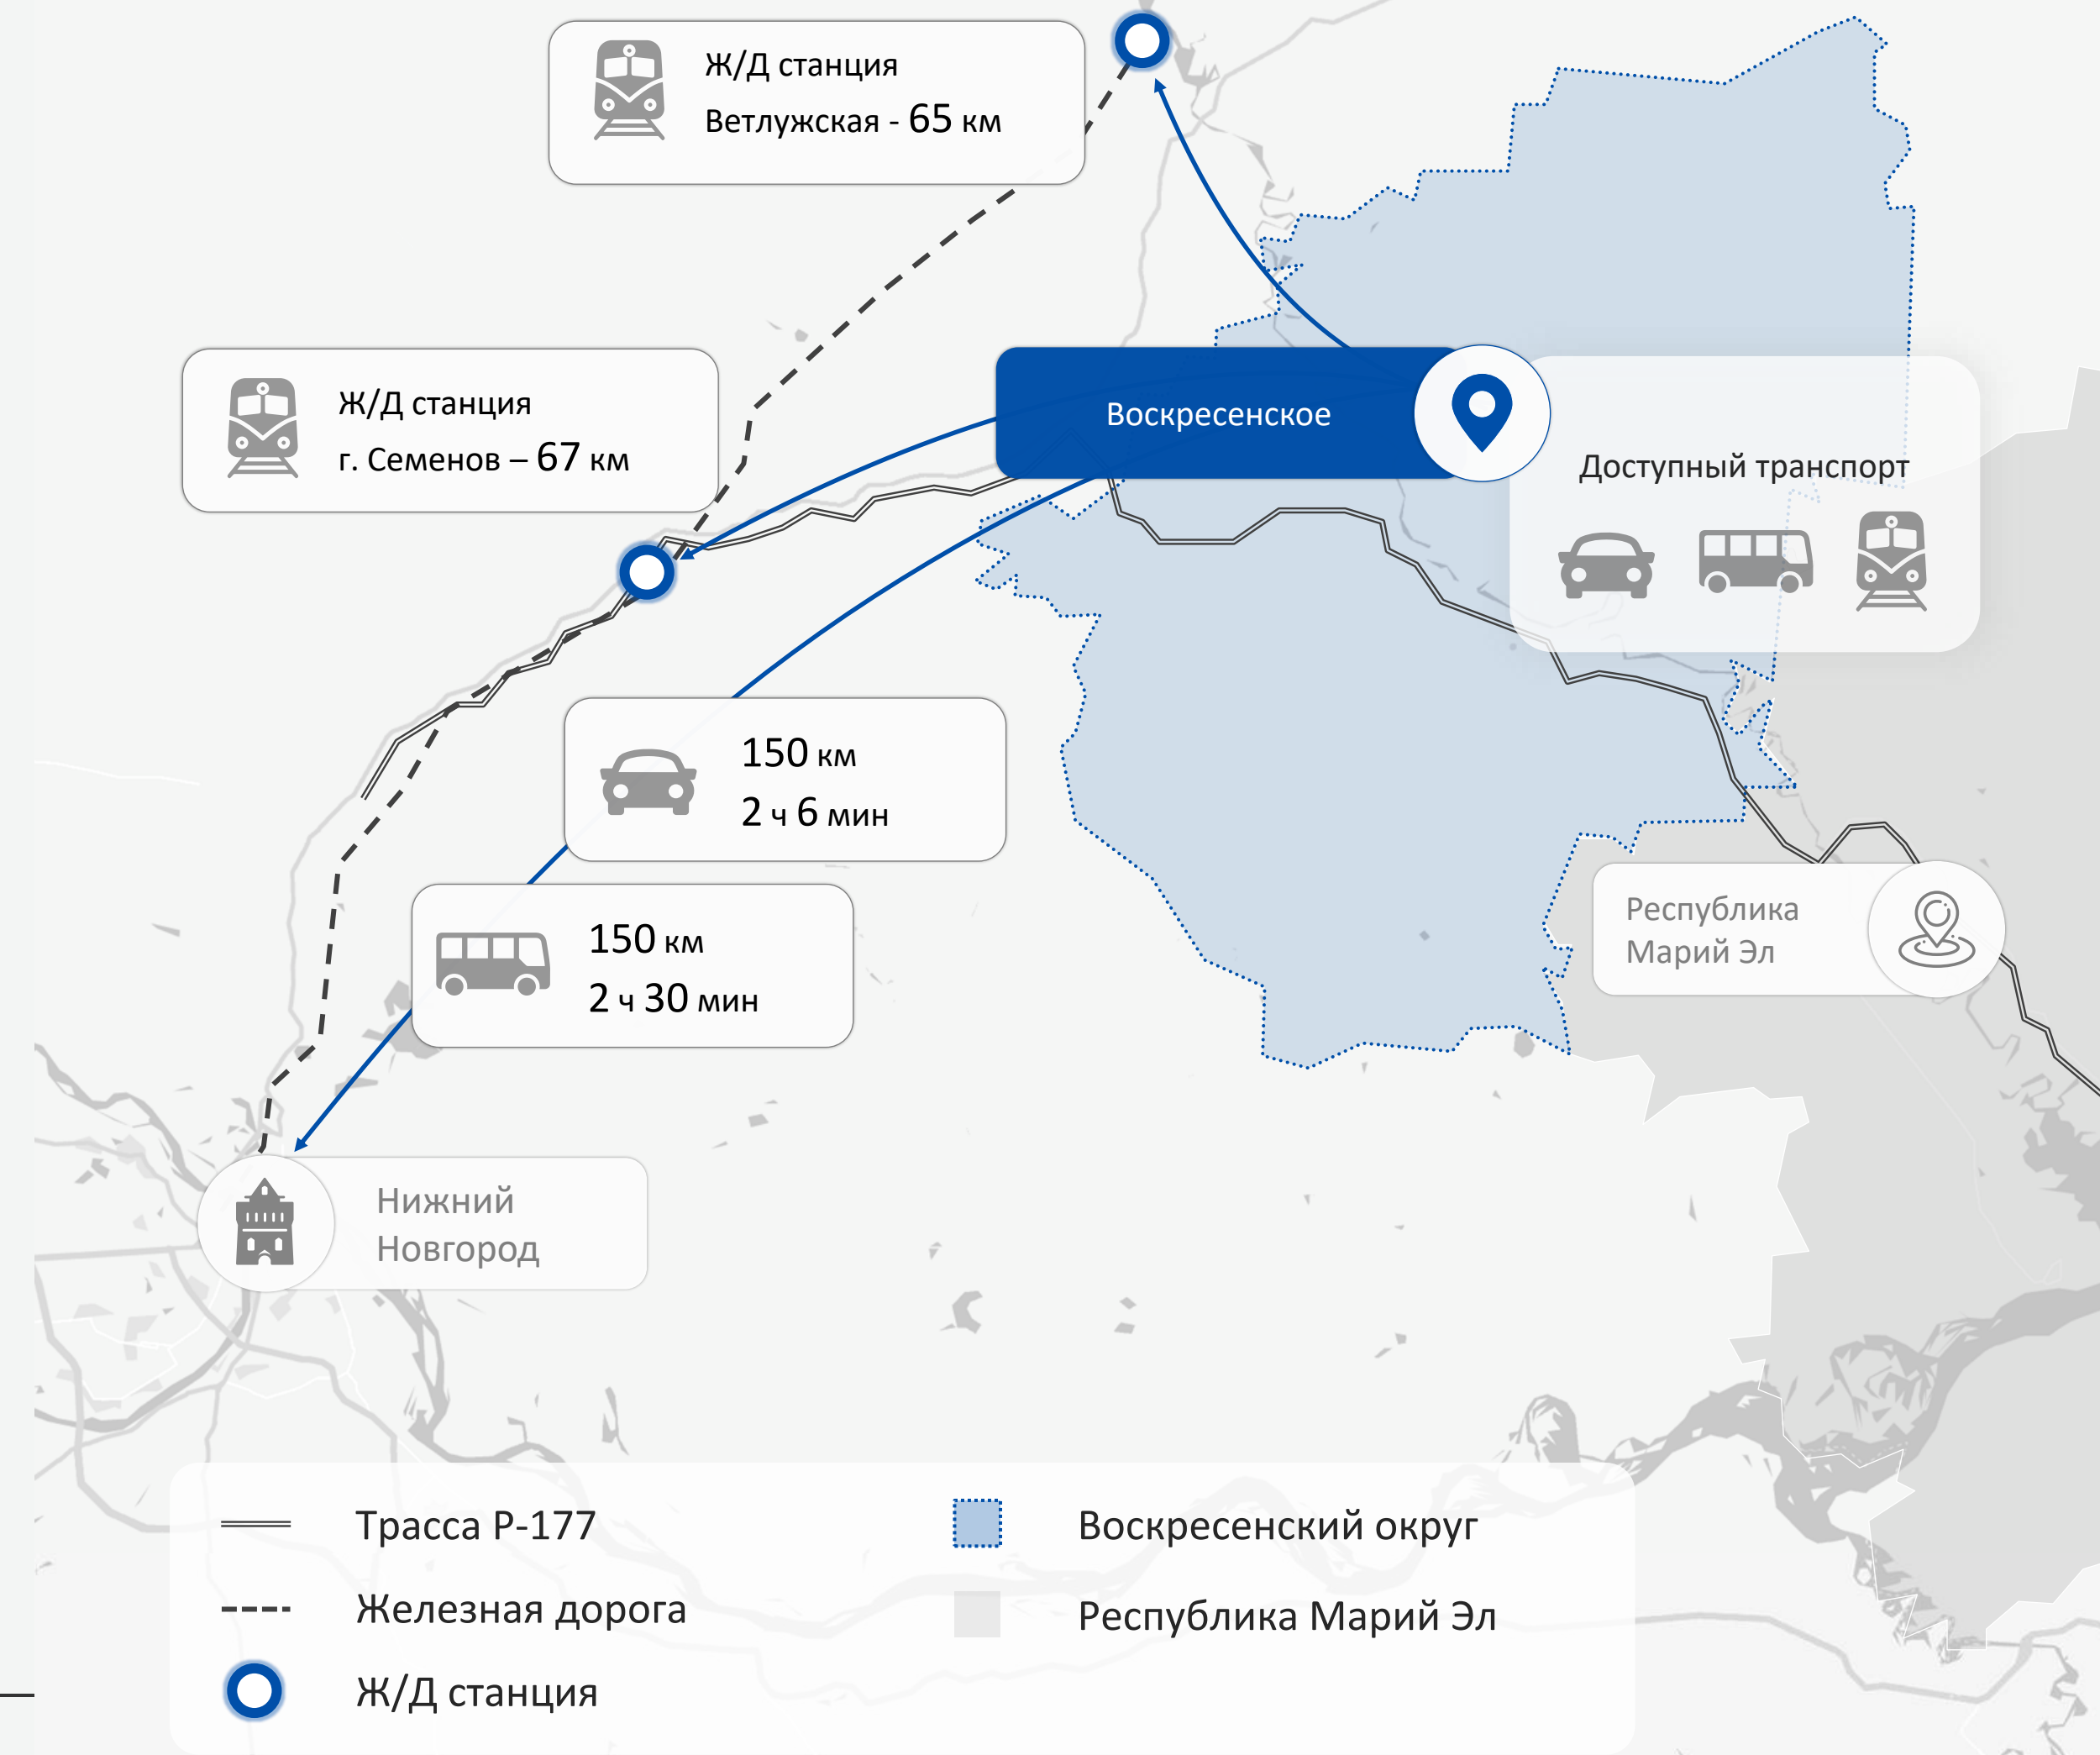 Ж/Д станция
Ветлужская - 65 км
Ж/Д станция
г. Семенов – 67 км
Воскресенское
Доступный транспорт
150 км
2 ч 6 мин
150 км
2 ч 30 мин
Республика
Марий Эл
Нижний
Новгород
Трасса Р-177
Железная дорога
Ж/Д станция
Воскресенский округ
Республика Марий Эл